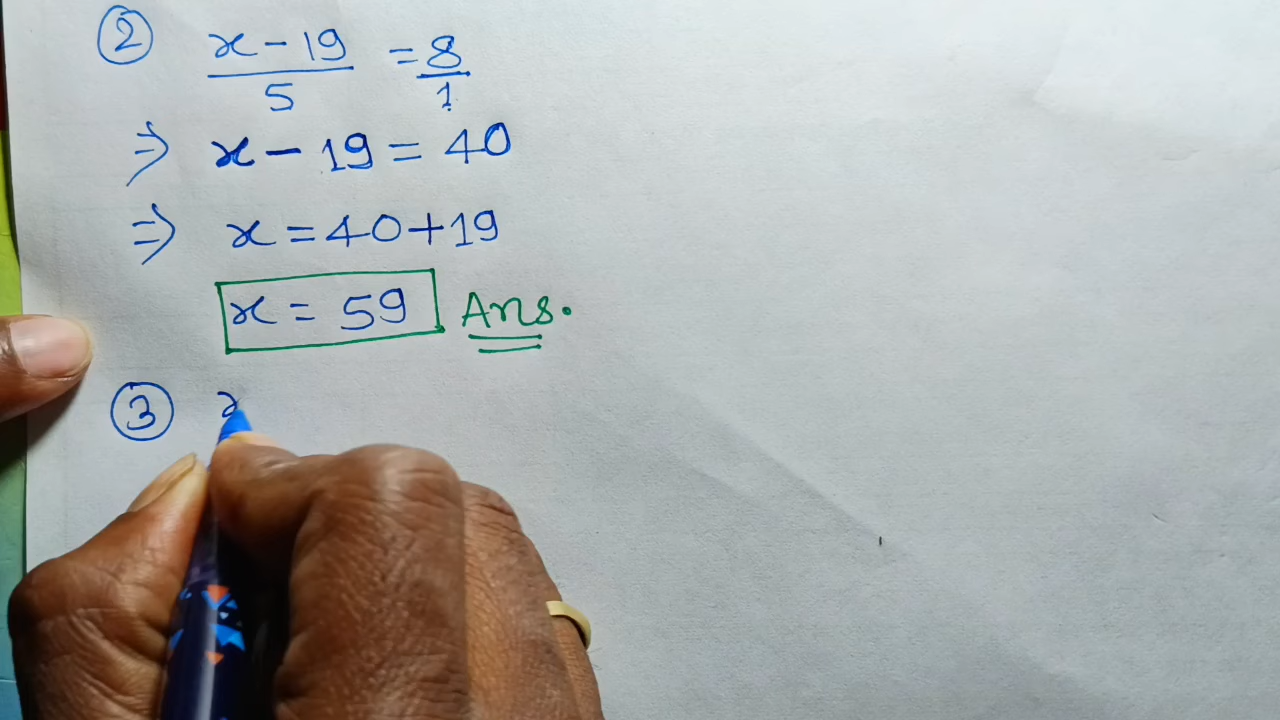 ② x - 19 / 5 = 8 / 1
⇒ x - 19 = 40
⇒ x = 40 + 19
x = 59 Ans.
③ x